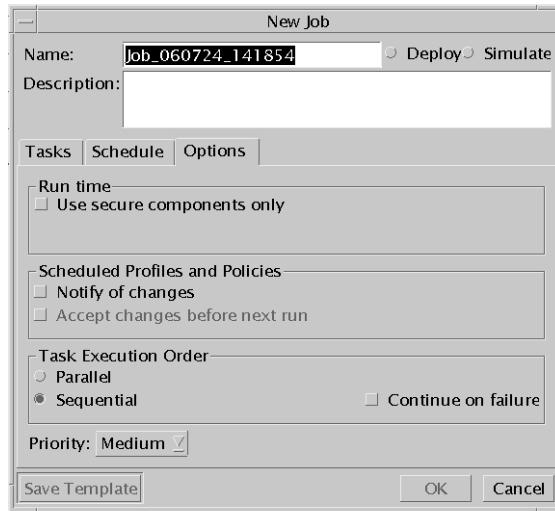 New Job
Name: Job_060724_141854 Deploy Simulate
Description:
Tasks Schedule Options
Run time
Use secure components only
Scheduled Profiles and Policies
Notify of changes
Accept changes before next run
Task Execution Order
Parallel
Sequential Continue on failure
Priority: Medium
Save Template OK Cancel